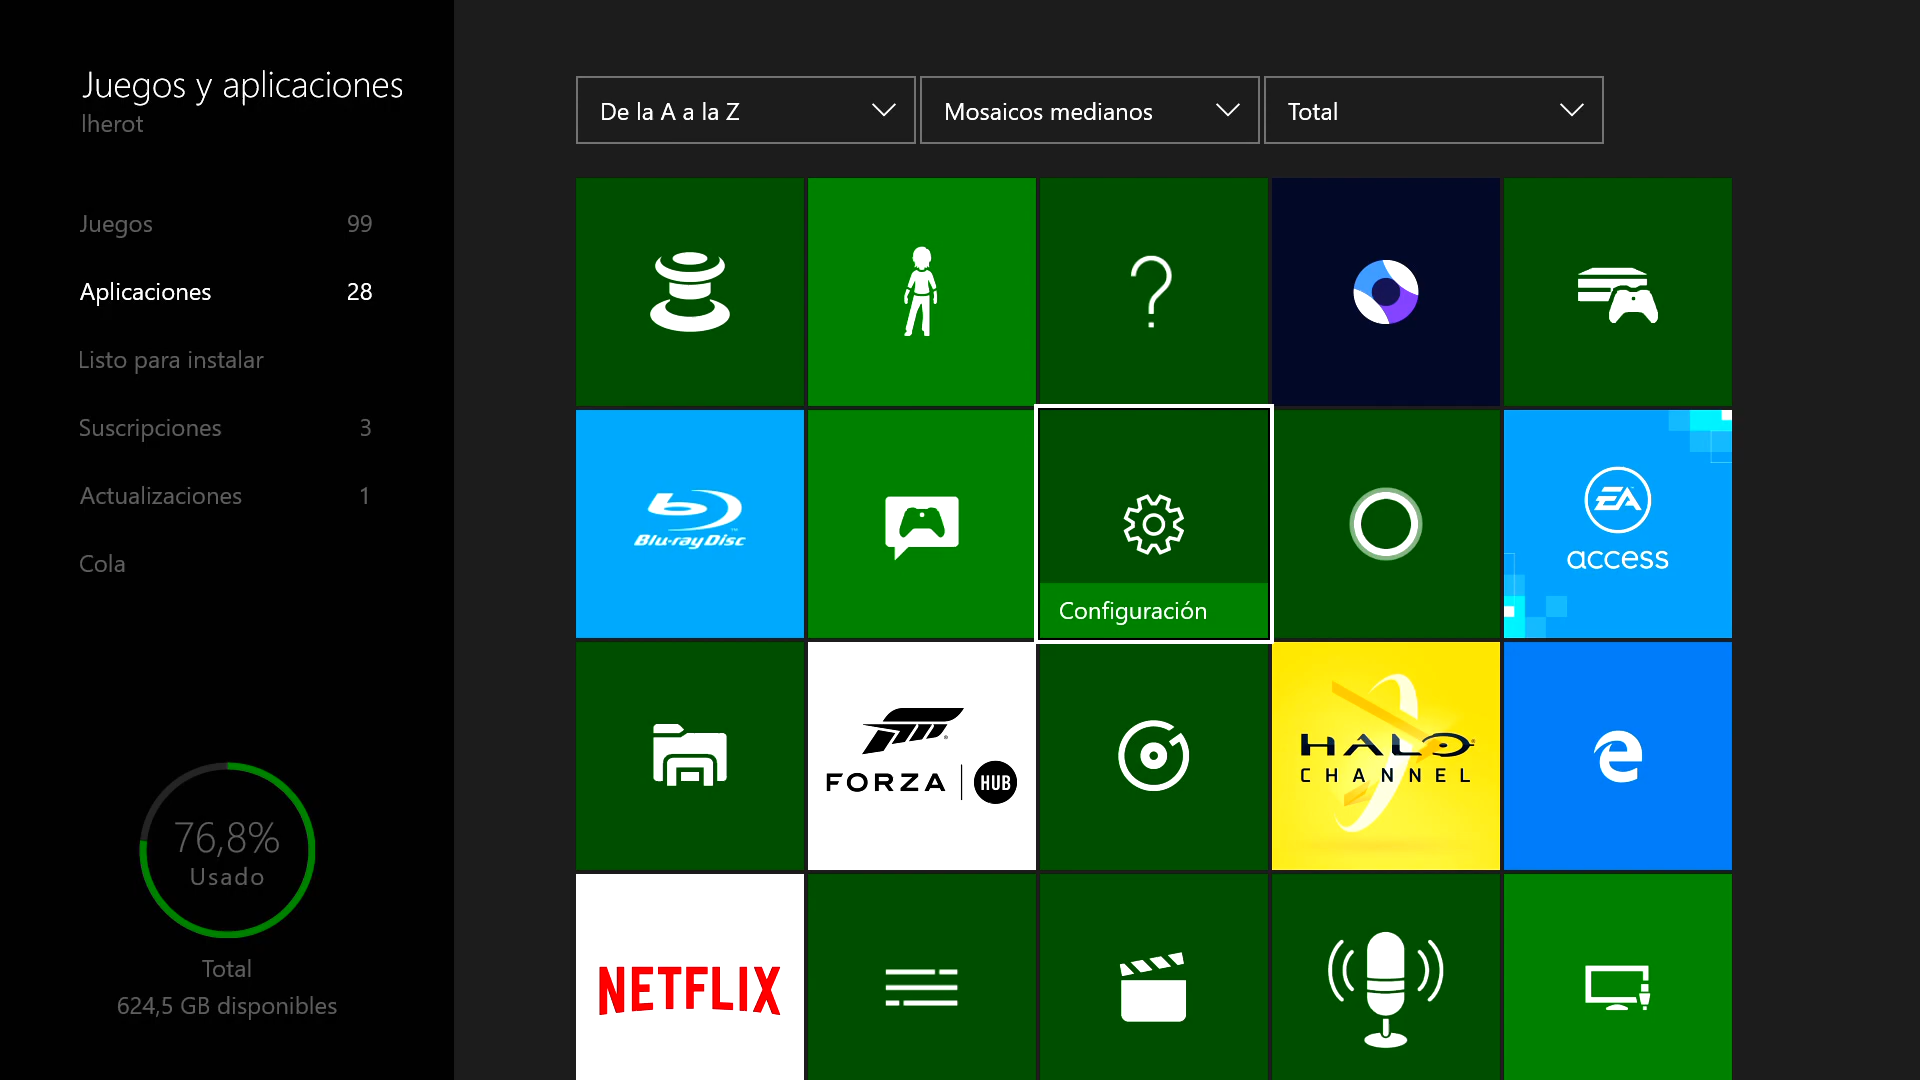 Juegos y aplicaciones
lherot
Juegos 99
Aplicaciones 28
Listo para instalar
Suscripciones 3
Actualizaciones 1
Cola
76,8%
Usado
Total
624,5 GB disponibles
De la A a la Z
Mosaicos medianos
Total
Blu-ray Disc
Configuración
EA
access
FORZA HUB
HALO
CHANNEL
NETFLIX